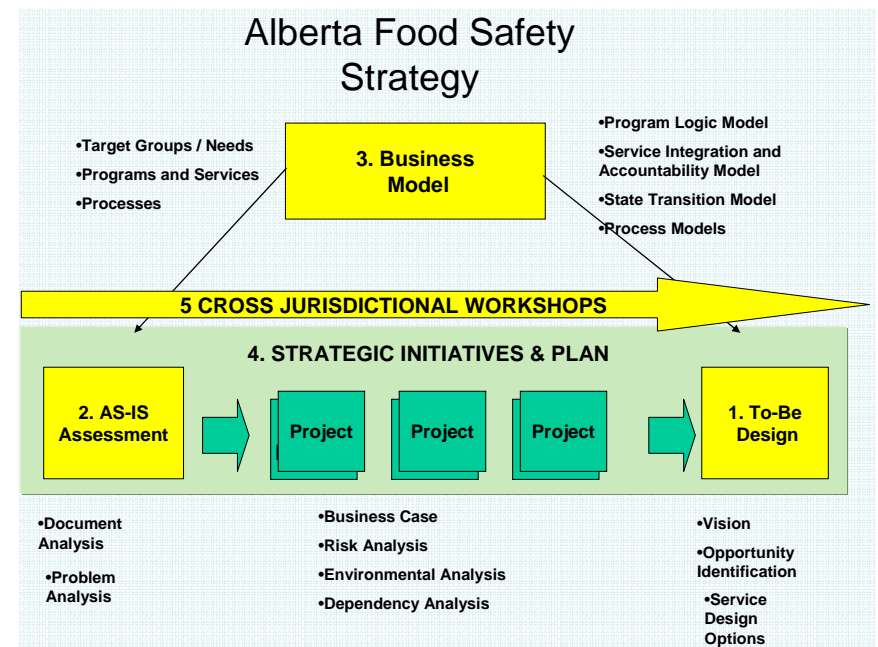 Alberta Food Safety
Strategy
•Target Groups / Needs
•Programs and Services
•Processes
3. Business
Model
•Program Logic Model
•Service Integration and
Accountability Model
•State Transition Model
•Process Models
5 CROSS JURISDICTIONAL WORKSHOPS
4. STRATEGIC INITIATIVES & PLAN
2. AS-IS
Assessment
Project
Project
Project
1. To-Be
Design
•Document
Analysis
•Problem
Analysis
•Business Case
•Risk Analysis
•Environmental Analysis
•Dependency Analysis
•Vision
•Opportunity
Identification
•Service
Design
Options